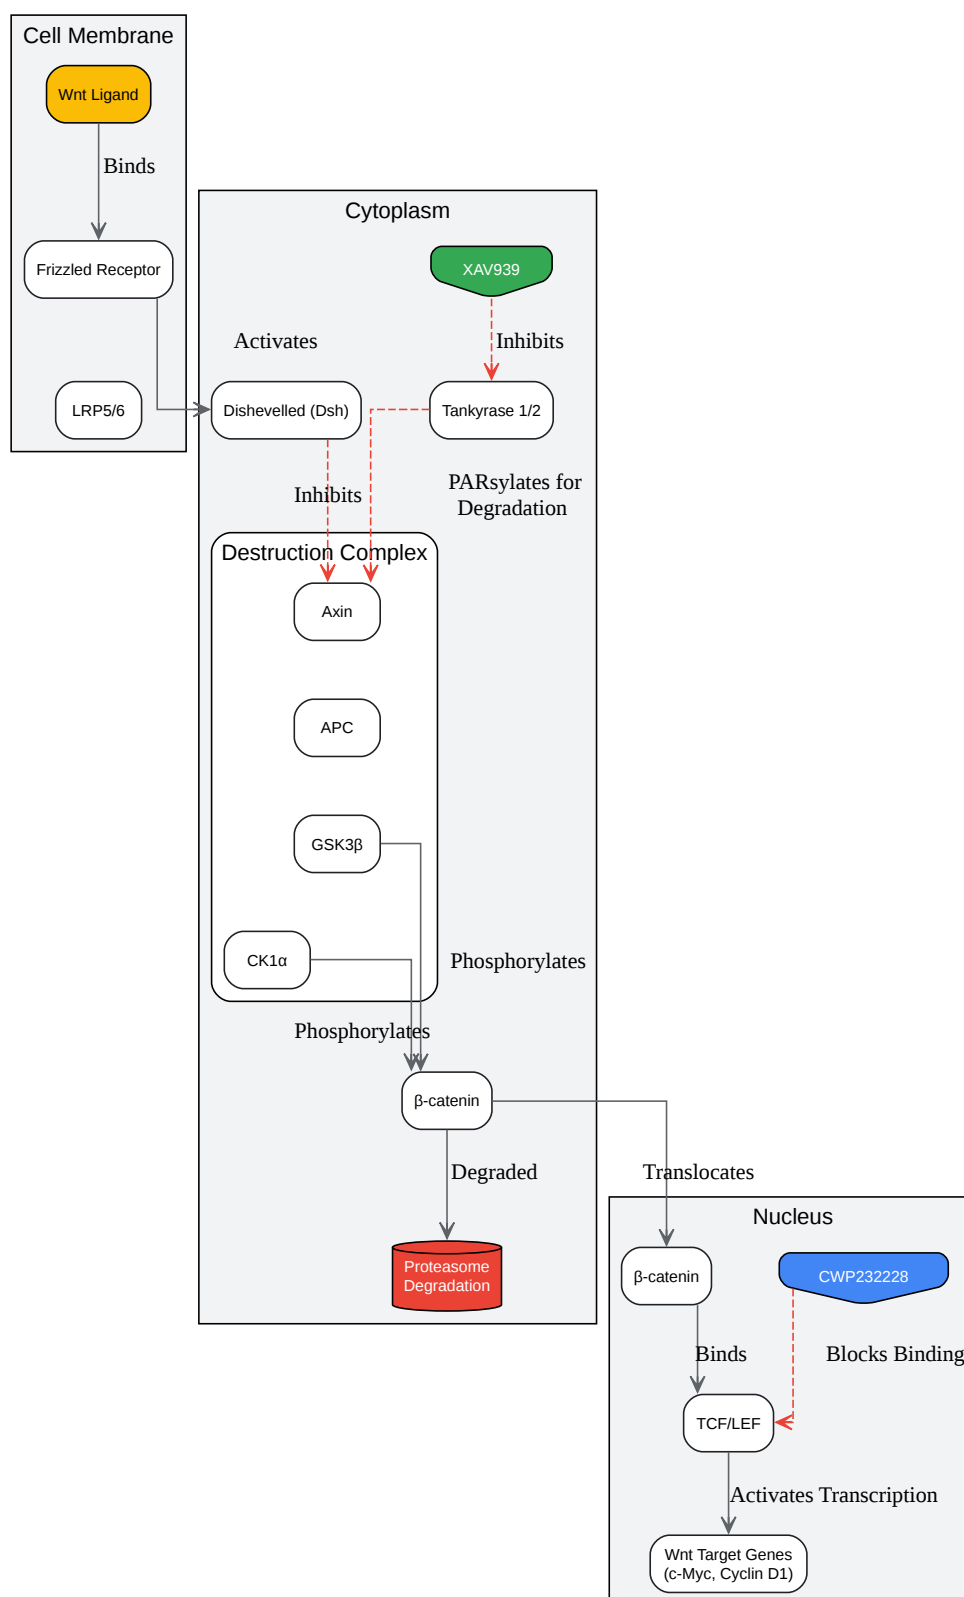 Cell Membrane
Wnt Ligand
Binds
Frizzled Receptor
LRP5/6
Cytoplasm
XAV939
Activates
Inhibits
Dishevelled (Dsh)
Tankyrase 1/2
Inhibits
PARsylates for
Degradation
Destruction Complex
Axin
APC
GSK3β
CK1α
Phosphorylates
Phosphorylates
β-catenin
Degraded
Translocates
Proteasome
Degradation
Nucleus
β-catenin
CWP232228
Binds
Blocks Binding
TCF/LEF
Activates Transcription
Wnt Target Genes
(c-Myc, Cyclin D1)